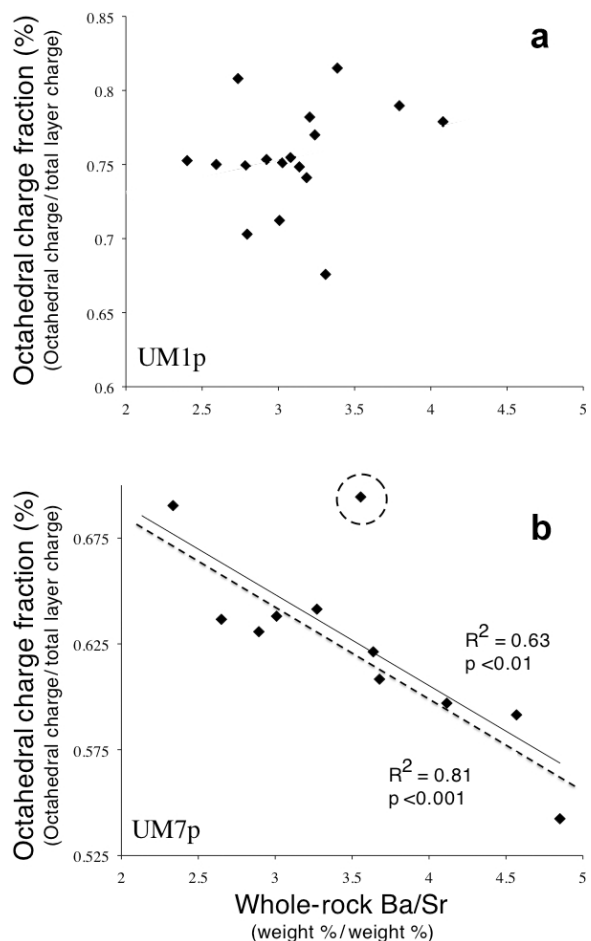 a
Octahedral charge fraction (%)
(Octahedral charge/total layer charge)
0.85
0.8
0.75
0.7
0.65
0.6
UM1p
2 2.5 3 3.5 4 4.5 5
b
Octahedral charge fraction (%)
(Octahedral charge/total layer charge)
0.675
0.625
0.575
0.525
R2 = 0.63
p <0.01
R2 = 0.81
p <0.001
UM7p
2 2.5 3 3.5 4 4.5 5
Whole-rock Ba/Sr
(weight %/weight %)